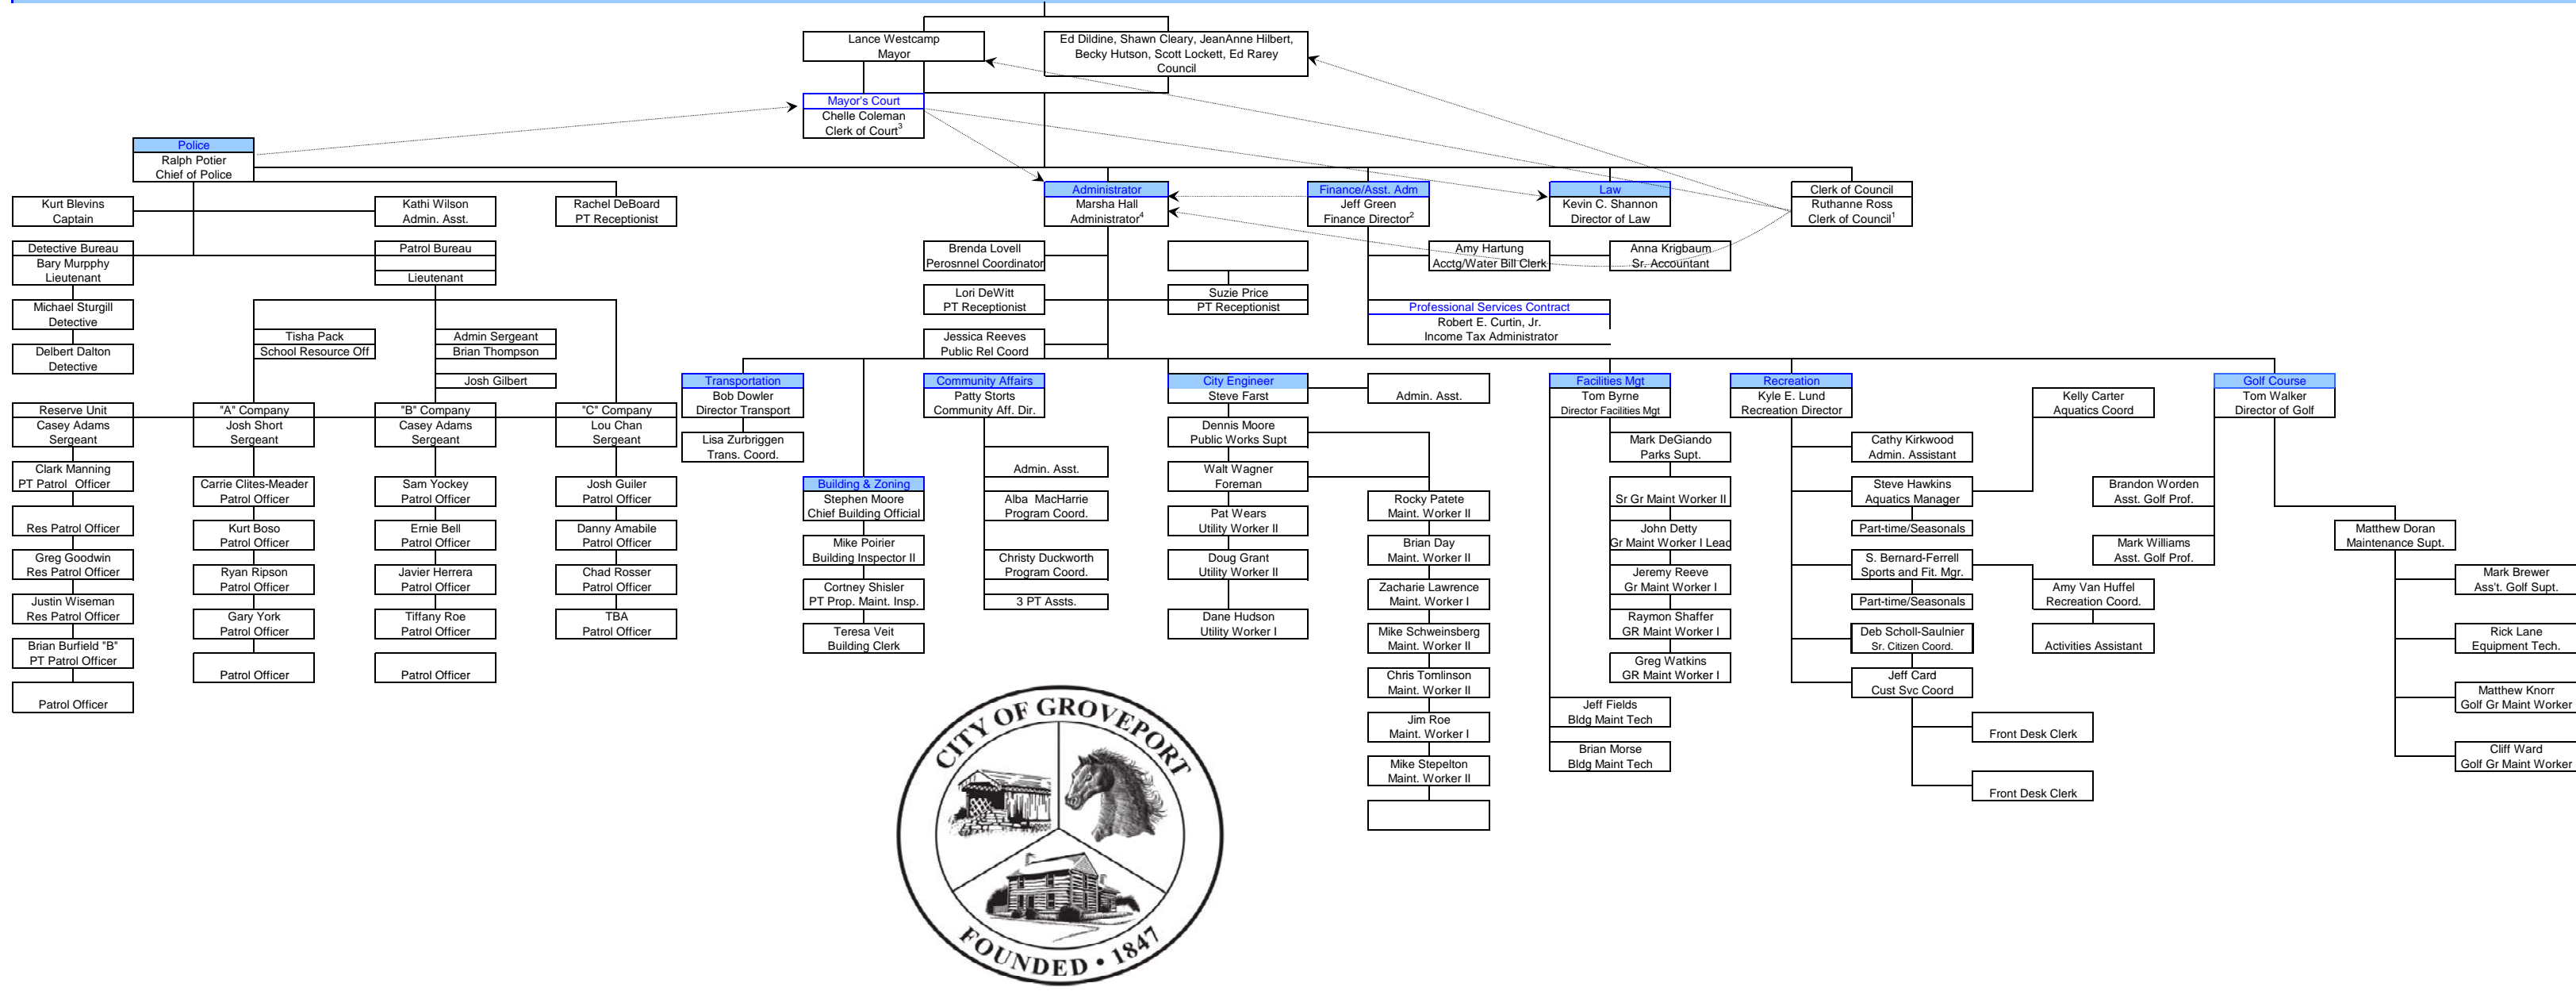 Lance Westcamp
Mayor
Ed Dildine, Shawn Cleary, JeanAnne Hilbert,
Becky Hutson, Scott Lockett, Ed Rarey
Council
Mayor's Court
Chelle Coleman
Clerk of Court3
Police
Ralph Potier
Chief of Police
Kurt Blevins
Captain
Kathi Wilson
Admin. Asst.
Rachel DeBoard
PT Receptionist
Administrator
Marsha Hall
Administrator4
Finance/Asst. Adm
Jeff Green
Finance Director2
Law
Kevin C. Shannon
Director of Law
Clerk of Council
Ruthanne Ross
Clerk of Council1
Detective Bureau
Bary Murpphy
Lieutenant
Patrol Bureau
Lieutenant
Brenda Lovell
Perosnnel Coordinator
Amy Hartung
Acctg/Water Bill Clerk
Anna Krigbaum
Sr. Accountant
Michael Sturgill
Detective
Delbert Dalton
Detective
Tisha Pack
School Resource Off
Admin Sergeant
Brian Thompson
Josh Gilbert
Lori DeWitt
PT Receptionist
Suzie Price
PT Receptionist
Jessica Reeves
Public Rel Coord
Professional Services Contract
Robert E. Curtin, Jr.
Income Tax Administrator
Reserve Unit
Casey Adams
Sergeant
Clark Manning
PT Patrol Officer
Res Patrol Officer
Greg Goodwin
Res Patrol Officer
Justin Wiseman
Res Patrol Officer
Brian Burfield "B"
PT Patrol Officer
Patrol Officer
"A" Company
Josh Short
Sergeant
Carrie Clites-Meader
Patrol Officer
Kurt Boso
Patrol Officer
Ryan Ripson
Patrol Officer
Gary York
Patrol Officer
Patrol Officer
"B" Company
Casey Adams
Sergeant
Sam Yockey
Patrol Officer
Ernie Bell
Patrol Officer
Javier Herrera
Patrol Officer
Tiffany Roe
Patrol Officer
Patrol Officer
"C" Company
Lou Chan
Sergeant
Josh Guiler
Patrol Officer
Danny Amabile
Patrol Officer
Chad Rosser
Patrol Officer
TBA
Patrol Officer
Transportation
Bob Dowler
Director Transport
Lisa Zurbriggen
Trans. Coord.
Building & Zoning
Stephen Moore
Chief Building Official
Mike Poirier
Building Inspector II
Cortney Shisler
PT Prop. Maint. Insp.
Teresa Veit
Building Clerk
Community Affairs
Patty Storts
Community Aff. Dir.
Admin. Asst.
Alba MacHarrie
Program Coord.
Christy Duckworth
Program Coord.
3 PT Assts.
City Engineer
Steve Farst
Admin. Asst.
Dennis Moore
Public Works Supt
Walt Wagner
Foreman
Pat Wears
Utility Worker II
Doug Grant
Utility Worker II
Dane Hudson
Utility Worker I
Rocky Patete
Maint. Worker II
Brian Day
Maint. Worker II
Zacharie Lawrence
Maint. Worker I
Mike Schweinsberg
Maint. Worker II
Chris Tomlinson
Maint. Worker II
Jim Roe
Maint. Worker I
Mike Stepelton
Maint. Worker II
Facilities Mgt
Tom Byrne
Director Facilities Mgt
Mark DeGiando
Parks Supt.
Sr Gr Maint Worker II
John Detty
Gr Maint Worker I Lead
Jeremy Reeve
Gr Maint Worker I
Raymon Shaffer
GR Maint Worker I
Greg Watkins
GR Maint Worker I
Jeff Fields
Bldg Maint Tech
Brian Morse
Bldg Maint Tech
Recreation
Kyle E. Lund
Recreation Director
Cathy Kirkwood
Admin. Assistant
Steve Hawkins
Aquatics Manager
Part-time/Seasonals
S. Bernard-Ferrell
Sports and Fit. Mgr.
Part-time/Seasonals
Deb Scholl-Saulnier
Sr. Citizen Coord.
Jeff Card
Cust Svc Coord
Front Desk Clerk
Front Desk Clerk
Kelly Carter
Aquatics Coord
Amy Van Huffel
Recreation Coord.
Activities Assistant
Golf Course
Tom Walker
Director of Golf
Brandon Worden
Asst. Golf Prof.
Mark Williams
Asst. Golf Prof.
Matthew Doran
Maintenance Supt.
Mark Brewer
Ass't. Golf Supt.
Rick Lane
Equipment Tech.
Matthew Knorr
Golf Gr Maint Worker
Cliff Ward
Golf Gr Maint Worker
CITY OF GROVEPORT
FOUNDED • 1847